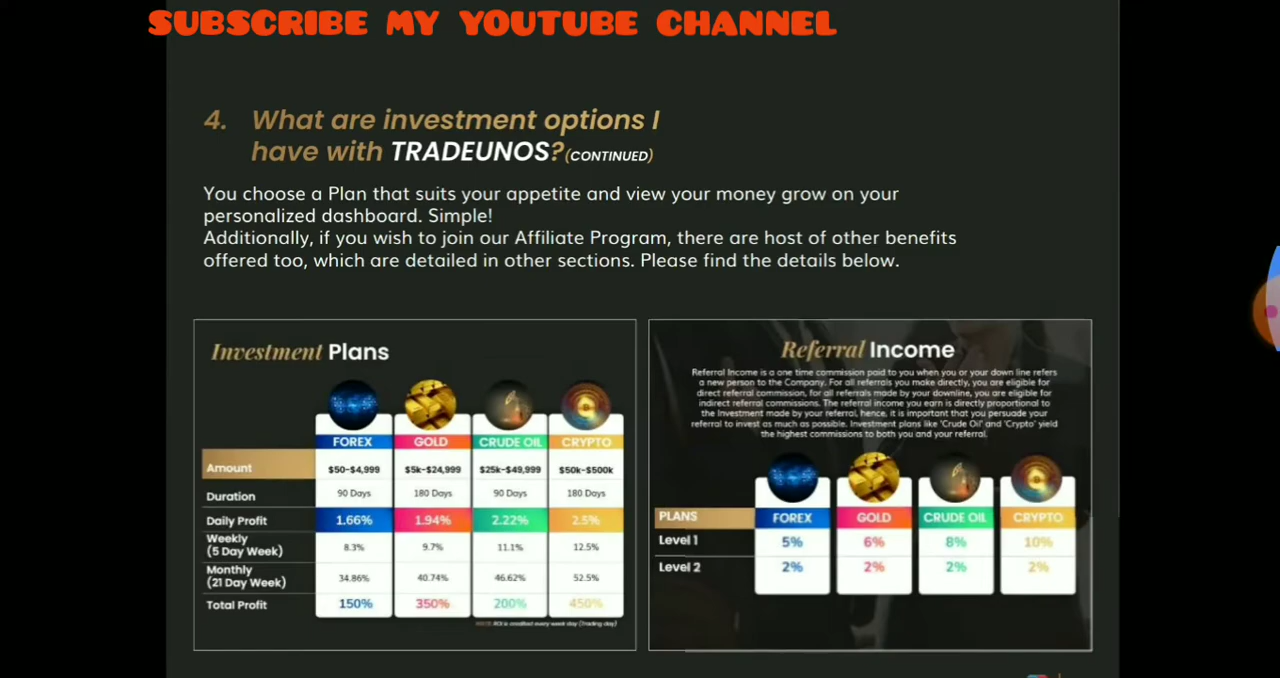 SUBSCRIBE MY YOUTUBE CHANNEL
4. What are investment options I
have with TRADEUNOS?(CONTINUED)
You choose a Plan that suits your appetite and view your money grow on your
personalized dashboard. Simple!
Additionally, if you wish to join our Affiliate Program, there are host of other benefits
offered too, which are detailed in other sections. Please find the details below.
Investment Plans
FOREX GOLD CRUDE OIL CRYPTO
Amount $50-$4,999 $5k-$24,999 $25k-$49,999 $50k-$500k
Duration 90 Days 180 Days 90 Days 180 Days
Daily Profit 1.66% 1.94% 2.22% 2.5%
Weekly
(5 Day Week) 8.3% 9.7% 11.1% 12.5%
Monthly
(21 Day Week) 34.86% 40.74% 46.62% 52.5%
Total Profit 150% 350% 200% 450%
ROI is credited every week day (Trading day)
Referral Income
Referral Income is a one time commission paid to you when you or your down line refers
a new person to the Company. For all referrals you make directly, you are eligible for
direct referral commission, for all referrals made by your downline, you are eligible for
indirect referral commissions. The referral income you earn is directly proportional to
the Investment made by your referral, hence, it is important that you persuade your
referral to invest as much as possible. Investment plans like 'Crude Oil' and 'Crypto' yield
the highest commissions to both you and your referral.
PLANS FOREX GOLD CRUDE OIL CRYPTO
Level 1 5% 6% 8% 10%
Level 2 2% 2% 2% 2%